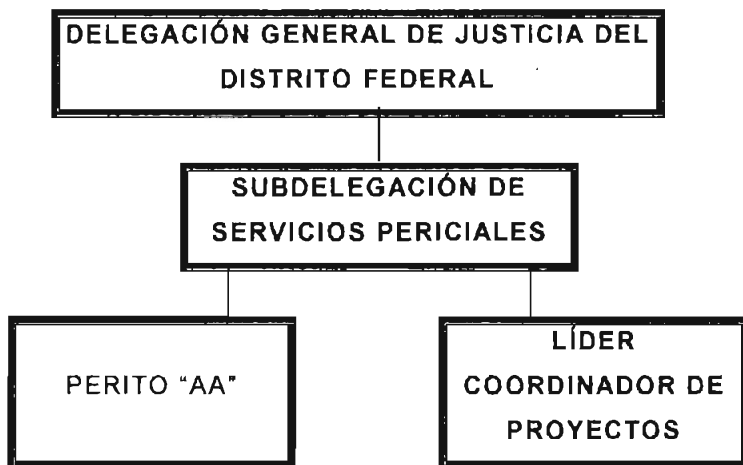 DELEGACIÓN GENERAL DE JUSTICIA DEL
DISTRITO FEDERAL
SUBDELEGACIÓN DE
SERVICIOS PERICIALES
PERITO "AA"
LÍDER
COORDINADOR DE
PROYECTOS